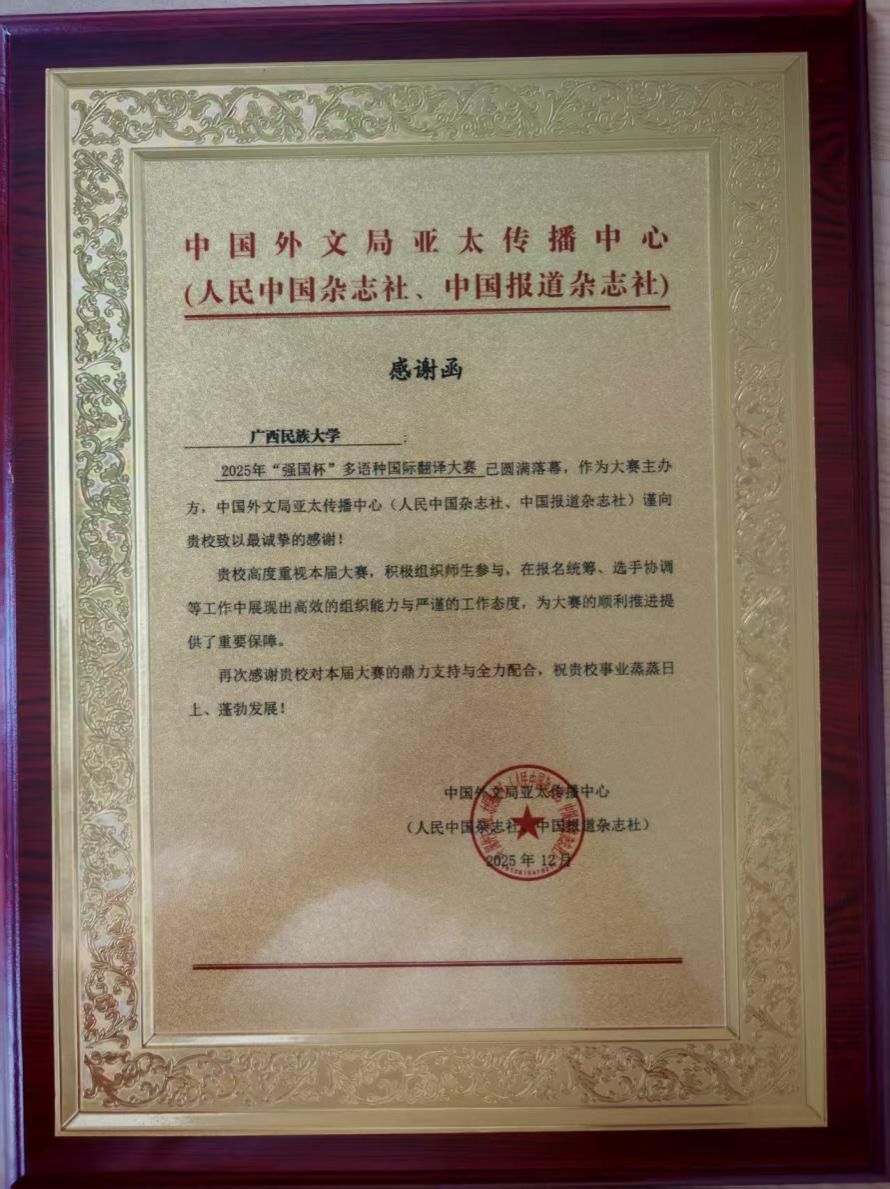 中国外文局亚太传播中心
(人民中国杂志社、中国报道杂志社)
感谢函
广西民族大学：
2025年“强国杯”多语种国际翻译大赛 已圆满落幕，作为大赛主办
方，中国外文局亚太传播中心（人民中国杂志社、中国报道杂志社）谨向
贵校致以最诚挚的感谢！
贵校高度重视本届大赛，积极组织师生参与，在报名统筹、选手协调
等工作中展现出高效的组织能力与严谨的工作态度，为大赛的顺利推进提
供了重要保障。
再次感谢贵校对本届大赛的鼎力支持与全力配合，祝贵校事业蒸蒸日
上、蓬勃发展！
中国外文局亚太传播中心
（人民中国杂志社、中国报道杂志社）
2025年12月